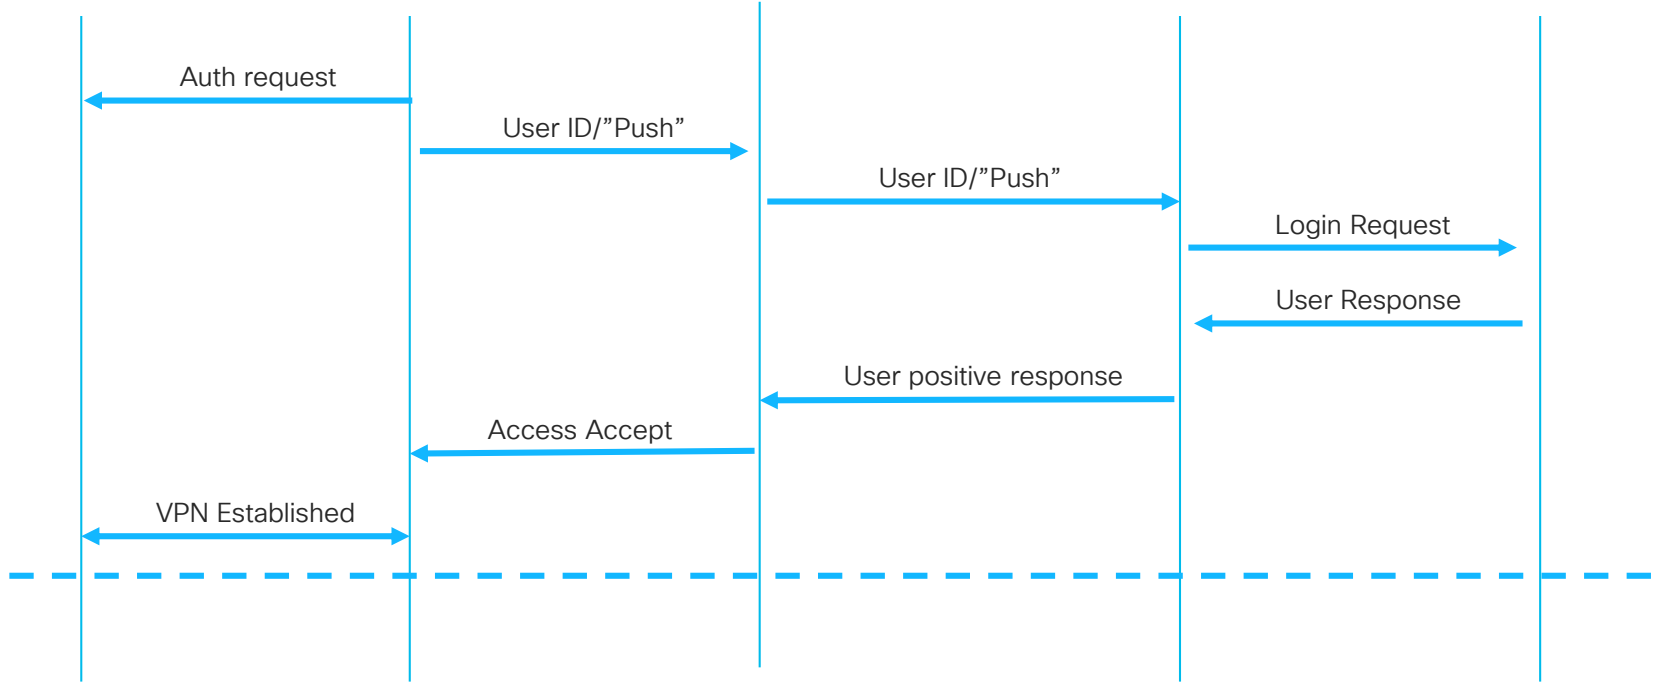 Auth request
User ID/”Push”
User ID/”Push”
Login Request
User Response
User positive response
Access Accept
VPN Established